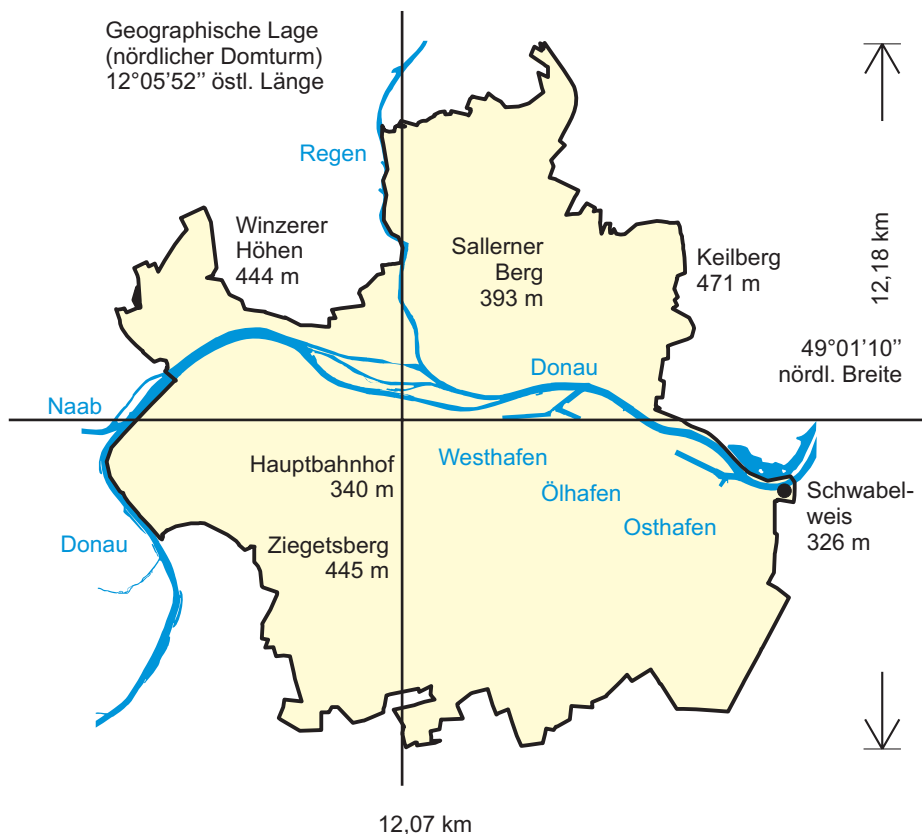 Geographische Lage
(nördlicher Domturm)
12°05’52’’ östl. Länge
Regen
Winzerer
Höhen
444 m
Sallerner
Berg
393 m
Keilberg
471 m
12,18 km
49°01’10’’
nördl. Breite
Donau
Naab
Hauptbahnhof
340 m
Westhafen
Ölhafen
Osthafen
Schwabel-
weis
326 m
Donau
Ziegetsberg
445 m
12,07 km